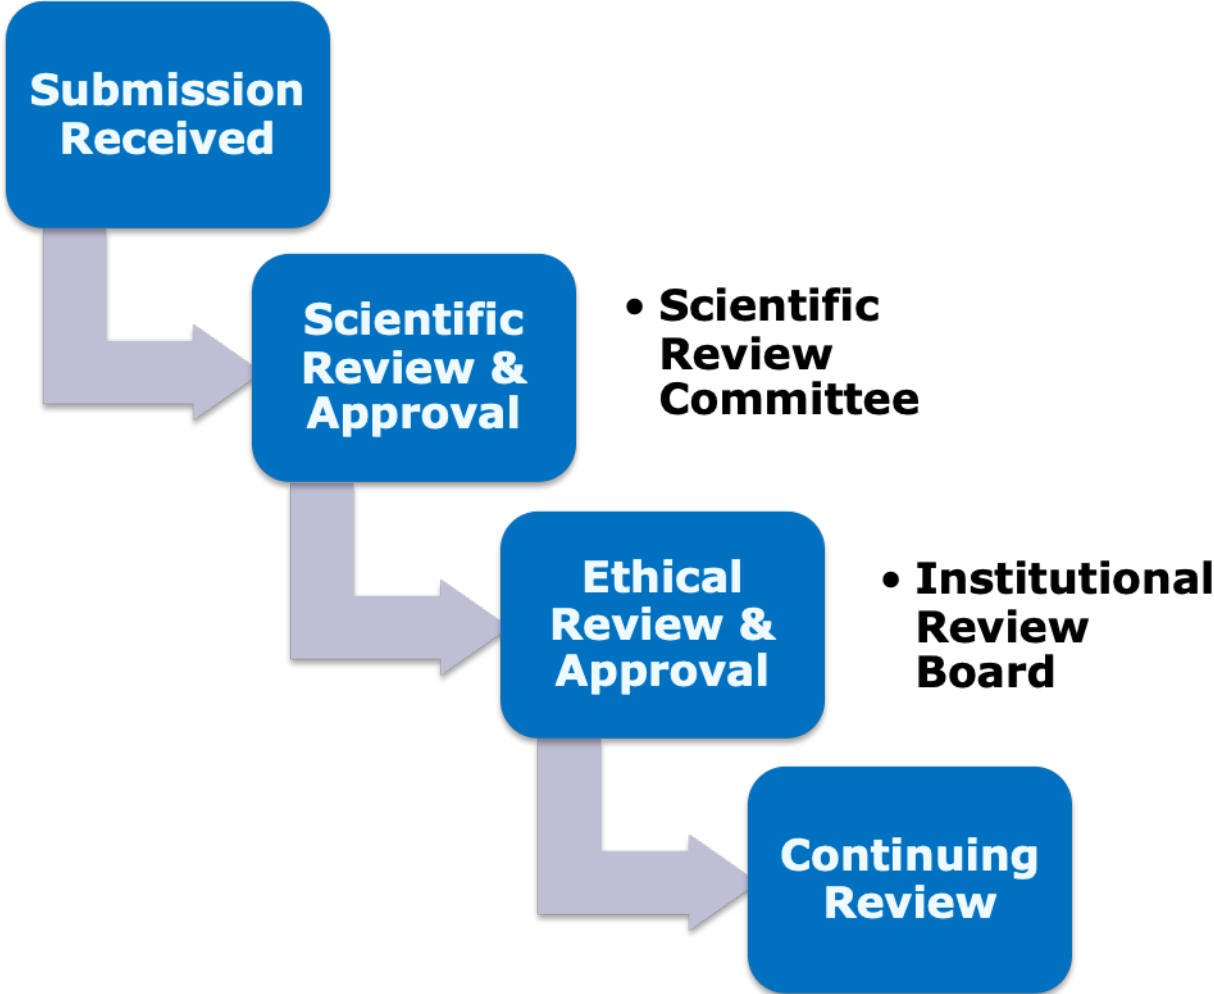 Submission
Received
Scientific
Review &
Approval
• Scientific
Review
Committee
Ethical
Review &
Approval
• Institutional
Review
Board
Continuing
Review